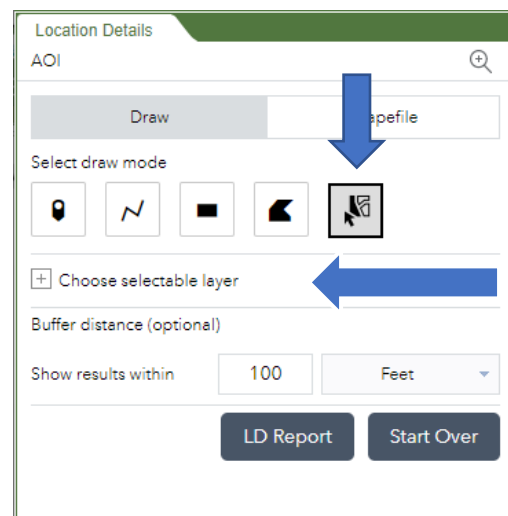 Location Details
AOI
Draw
apefile
Select draw mode
Choose selectable layer
Buffer distance (optional)
Show results within 100 Feet
LD Report Start Over